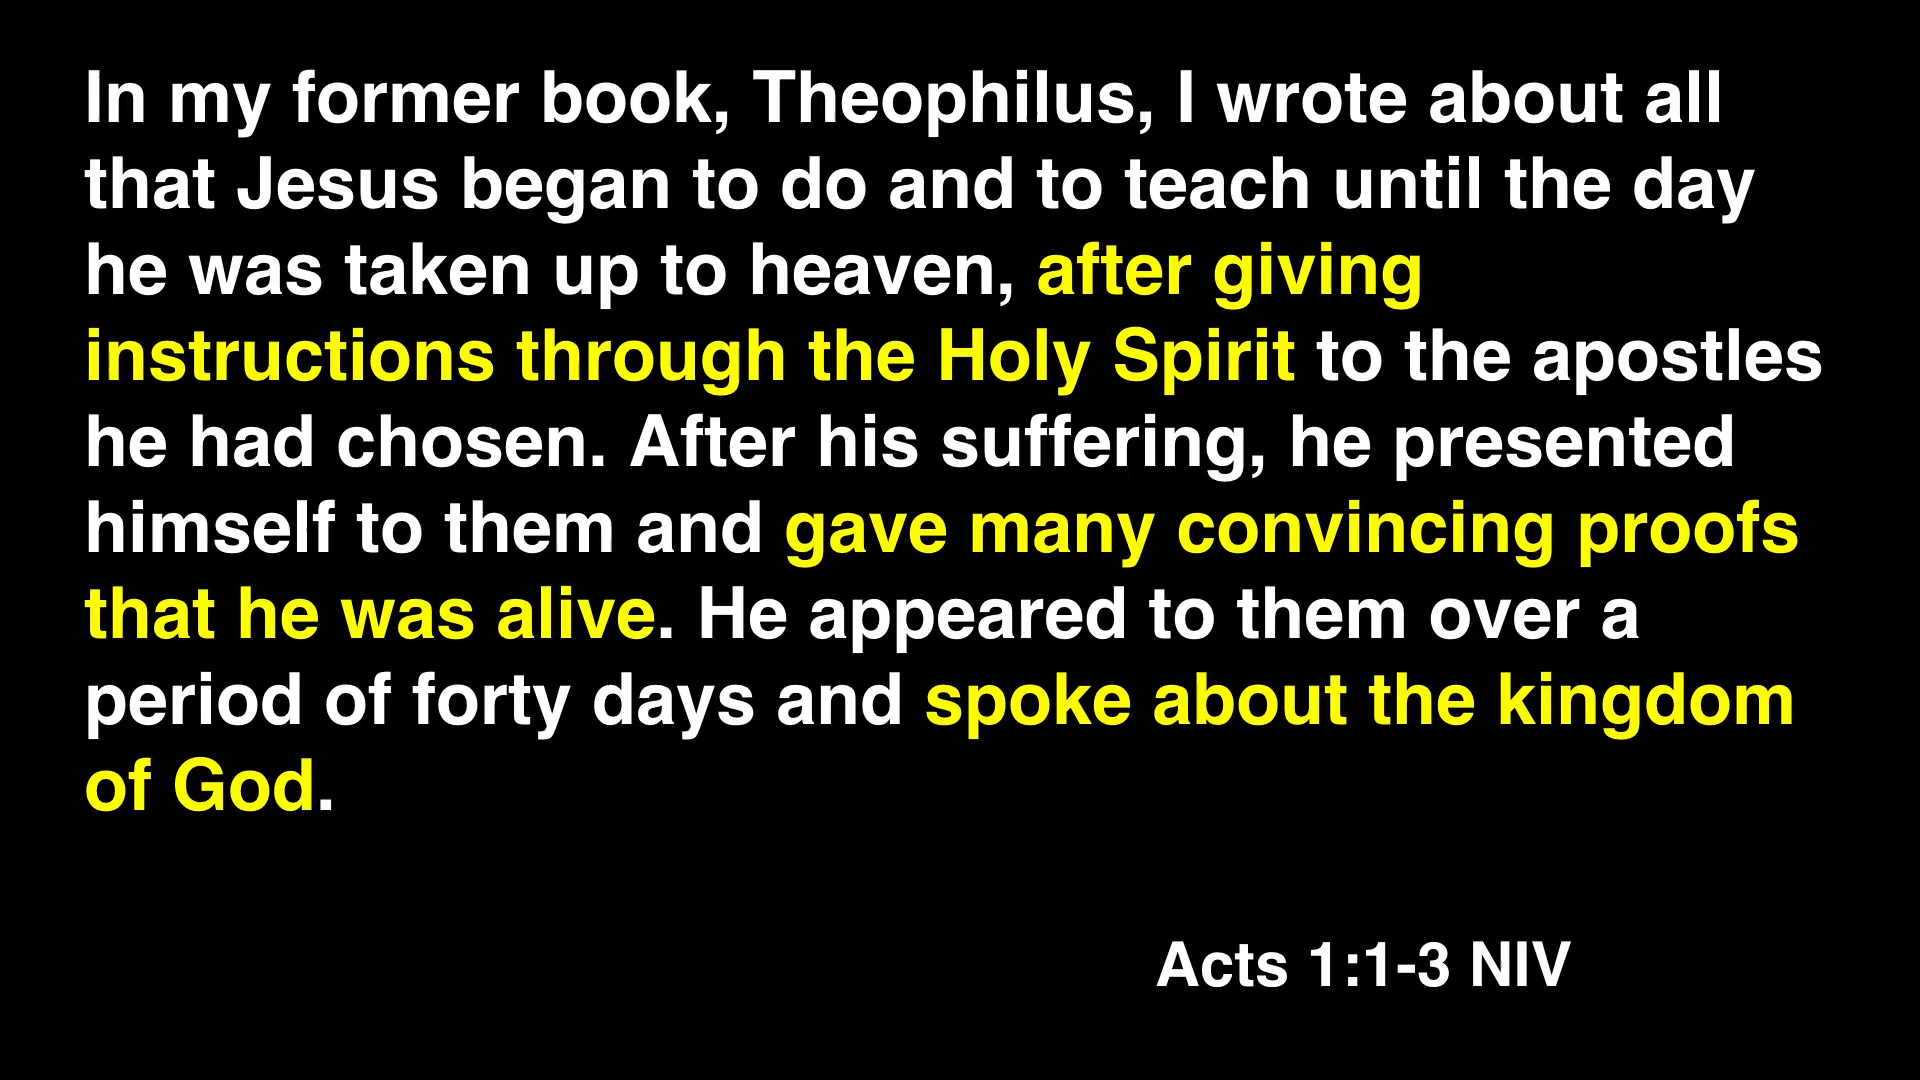 In my former book, Theophilus, I wrote about all
that Jesus began to do and to teach until the day
he was taken up to heaven, after giving
instructions through the Holy Spirit to the apostles
he had chosen. After his suffering, he presented
himself to them and gave many convincing proofs
that he was alive. He appeared to them over a
period of forty days and spoke about the kingdom
of God.
Acts 1:1-3 NIV